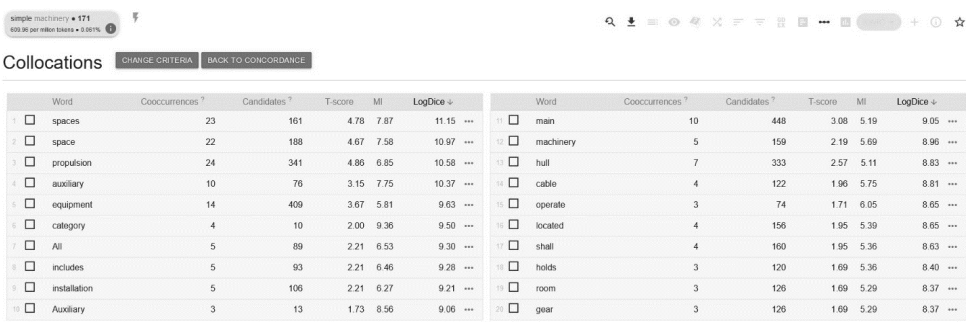 simple machinery • 171
609.96 per million tokens • 0.061%
Collocations CHANGE CRITERIA BACK TO CONCORDANCE
Word Cooccurrences ? Candidates ? T-score MI LogDice ↓
1 spaces 23 161 4.78 7.87 11.15 •••
2 space 22 188 4.67 7.58 10.97 •••
3 propulsion 24 341 4.86 6.85 10.58 •••
4 auxiliary 10 76 3.15 7.75 10.37 •••
5 equipment 14 409 3.67 5.81 9.63 •••
6 category 4 10 2.00 9.36 9.50 •••
7 All 5 89 2.21 6.53 9.30 •••
8 includes 5 93 2.21 6.46 9.28 •••
9 installation 5 106 2.21 6.27 9.21 •••
10 Auxiliary 3 13 1.73 8.56 9.06 •••
Word Cooccurrences ? Candidates ? T-score MI LogDice ↓
11 main 10 448 3.08 5.19 9.05 •••
12 machinery 5 159 2.19 5.69 8.96 •••
13 hull 7 333 2.57 5.11 8.83 •••
14 cable 4 122 1.96 5.75 8.81 •••
15 operate 3 74 1.71 6.05 8.65 •••
16 located 4 156 1.95 5.39 8.65 •••
17 shall 4 160 1.95 5.36 8.63 •••
18 holds 3 120 1.69 5.36 8.40 •••
19 room 3 126 1.69 5.29 8.37 •••
20 gear 3 126 1.69 5.29 8.37 •••